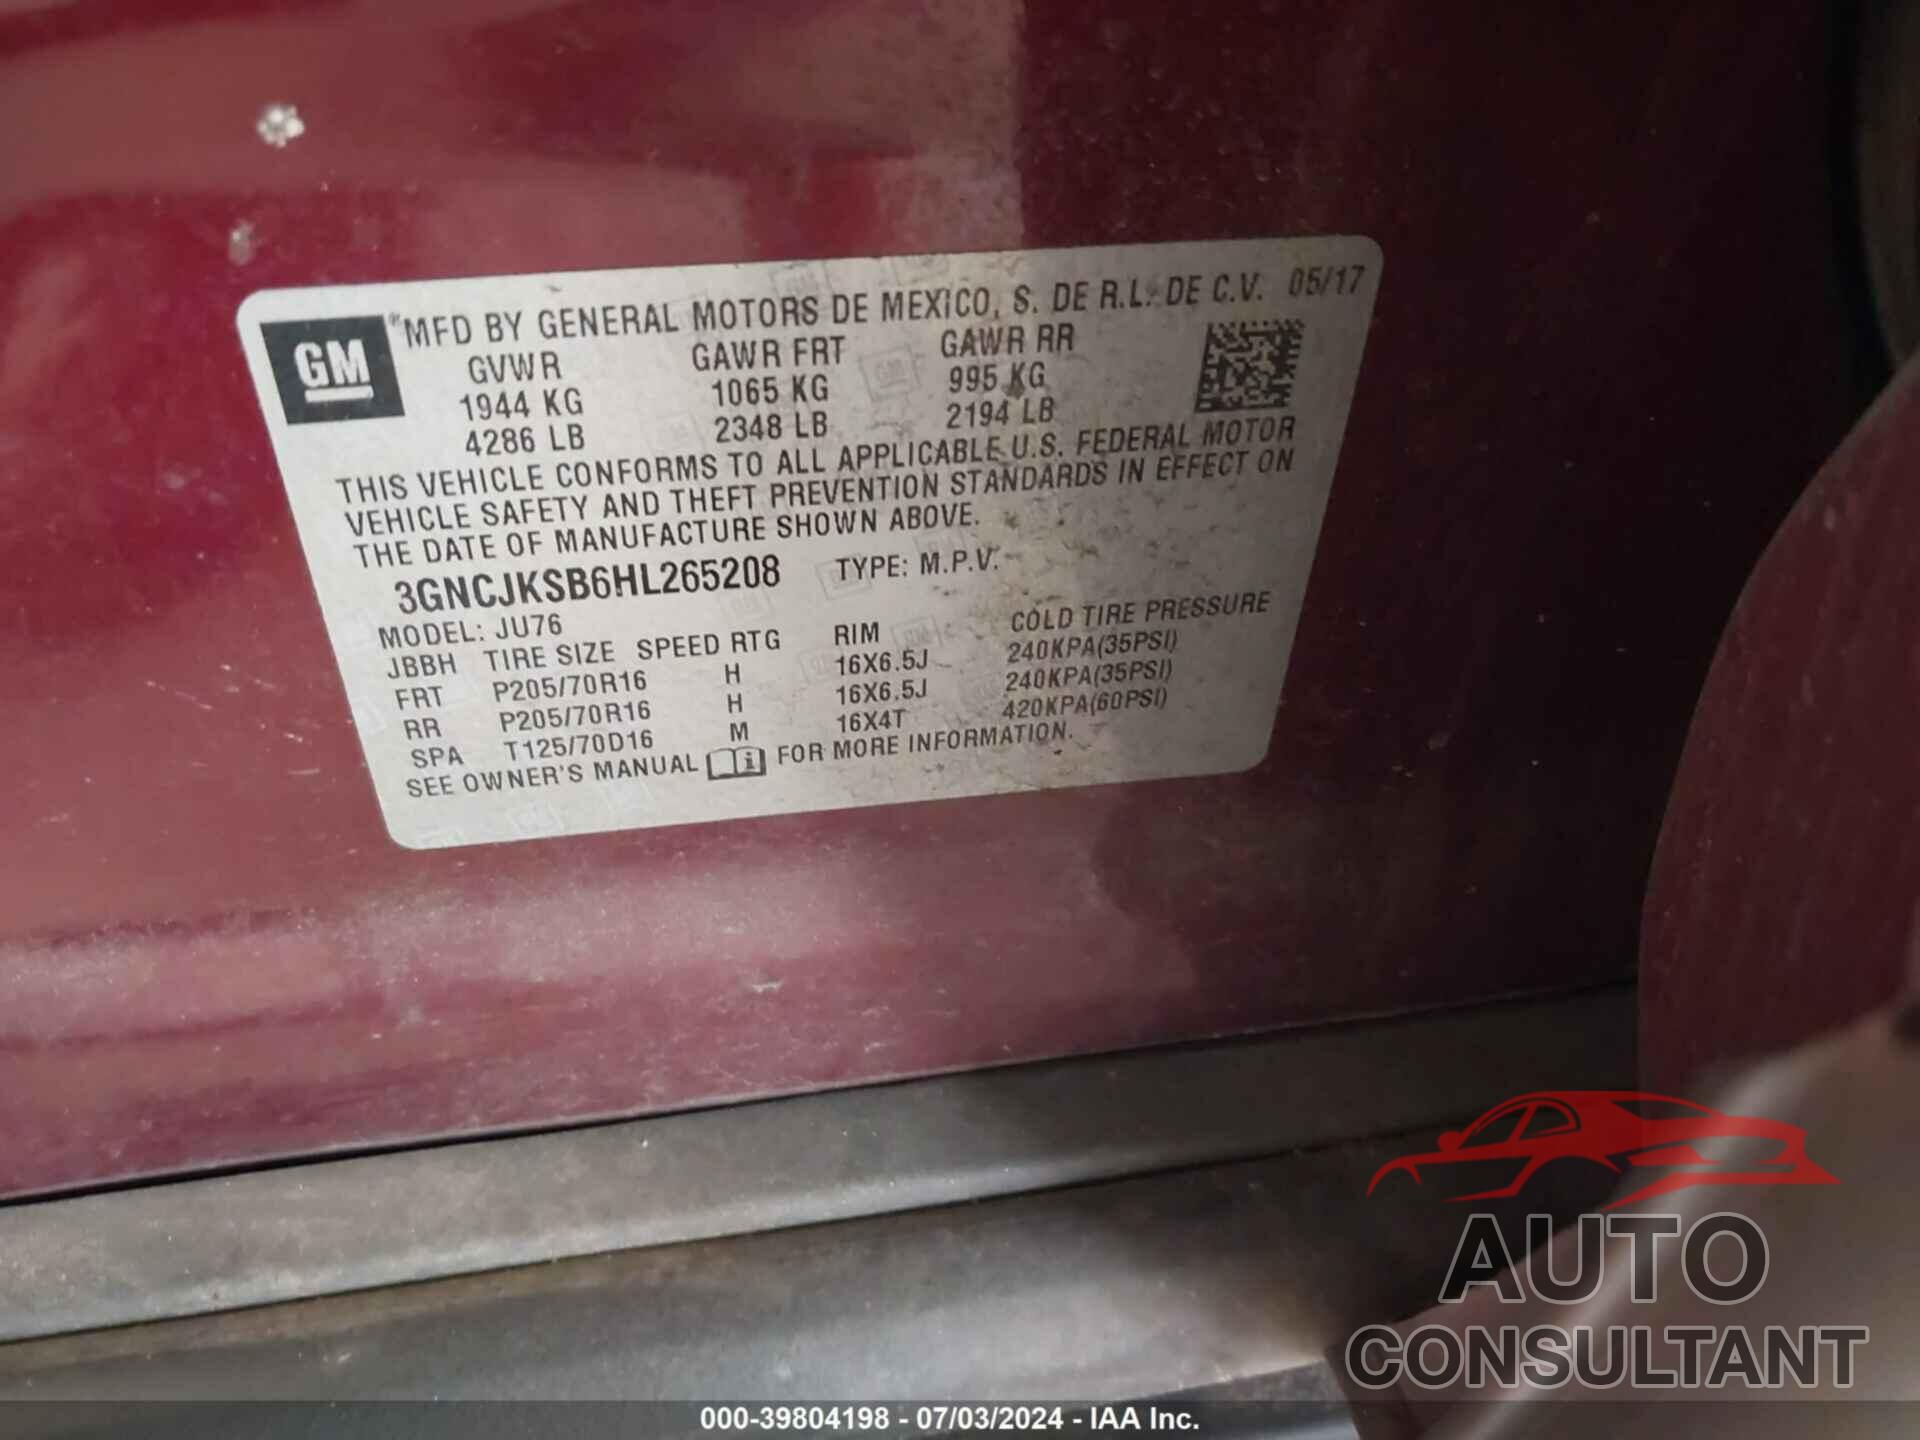 GM
*MFD BY GENERAL MOTORS DE MEXICO, S. DE R.L. DE C.V. 05/17
GVWR GAWR FRT GAWR RR
1944 KG 1065 KG 995 KG
4286 LB 2348 LB 2194 LB
THIS VEHICLE CONFORMS TO ALL APPLICABLE U.S. FEDERAL MOTOR
VEHICLE SAFETY AND THEFT PREVENTION STANDARDS IN EFFECT ON
THE DATE OF MANUFACTURE SHOWN ABOVE.
3GNCJKSB6HL265208 TYPE: M.P.V.
MODEL: JU76
JBBH TIRE SIZE SPEED RTG RIM COLD TIRE PRESSURE
FRT P205/70R16 H 16X6.5J 240KPA(35PSI)
RR P205/70R16 H 16X6.5J 240KPA(35PSI)
SPA T125/70D16 M 16X4T 420KPA(60PSI)
SEE OWNER'S MANUAL FOR MORE INFORMATION.
AUTO
CONSULTANT
000-39804198 - 07/03/2024 - IAA Inc.